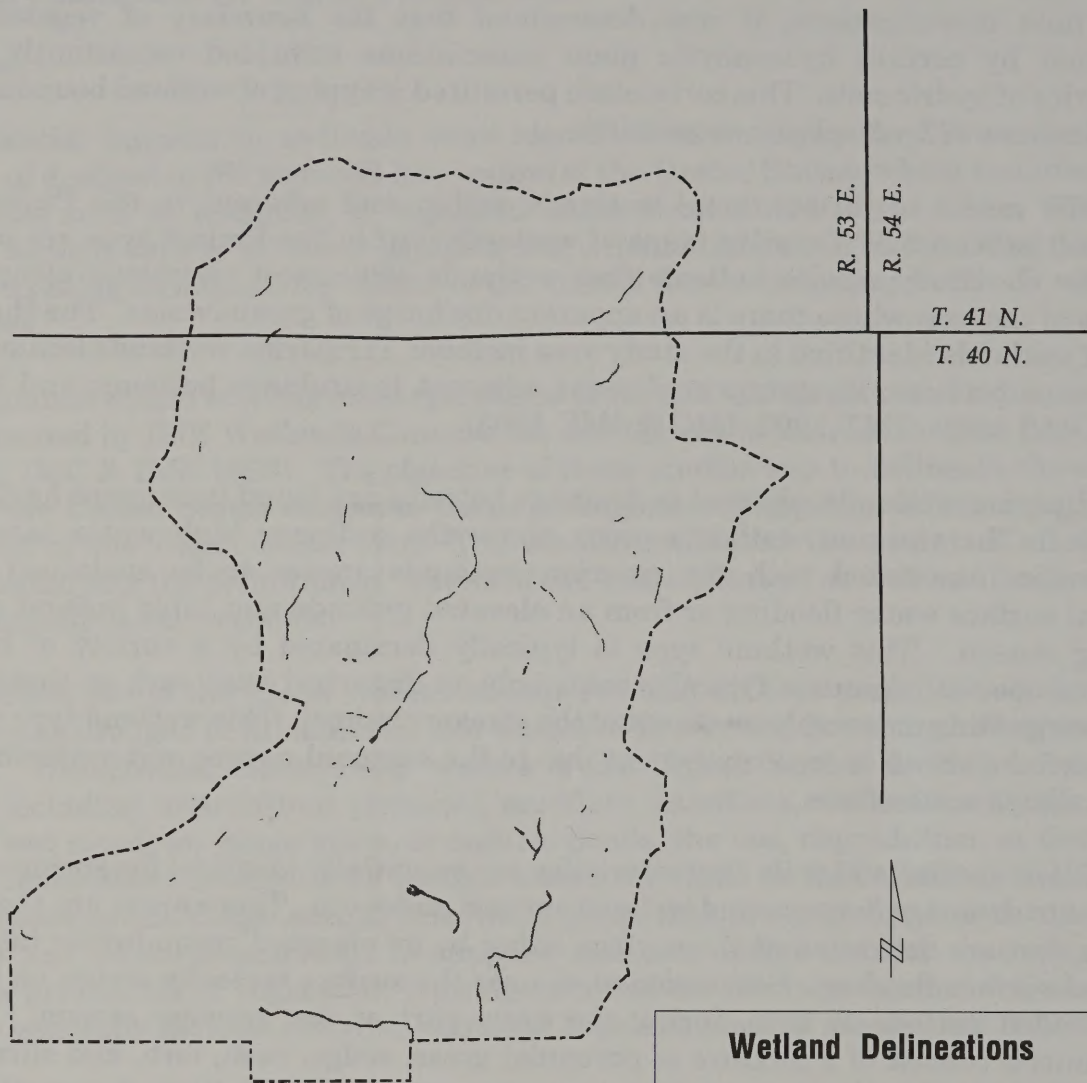 R. 53 E.
R. 54 E.
T. 41 N.
T. 40 N.
Wetland Delineations